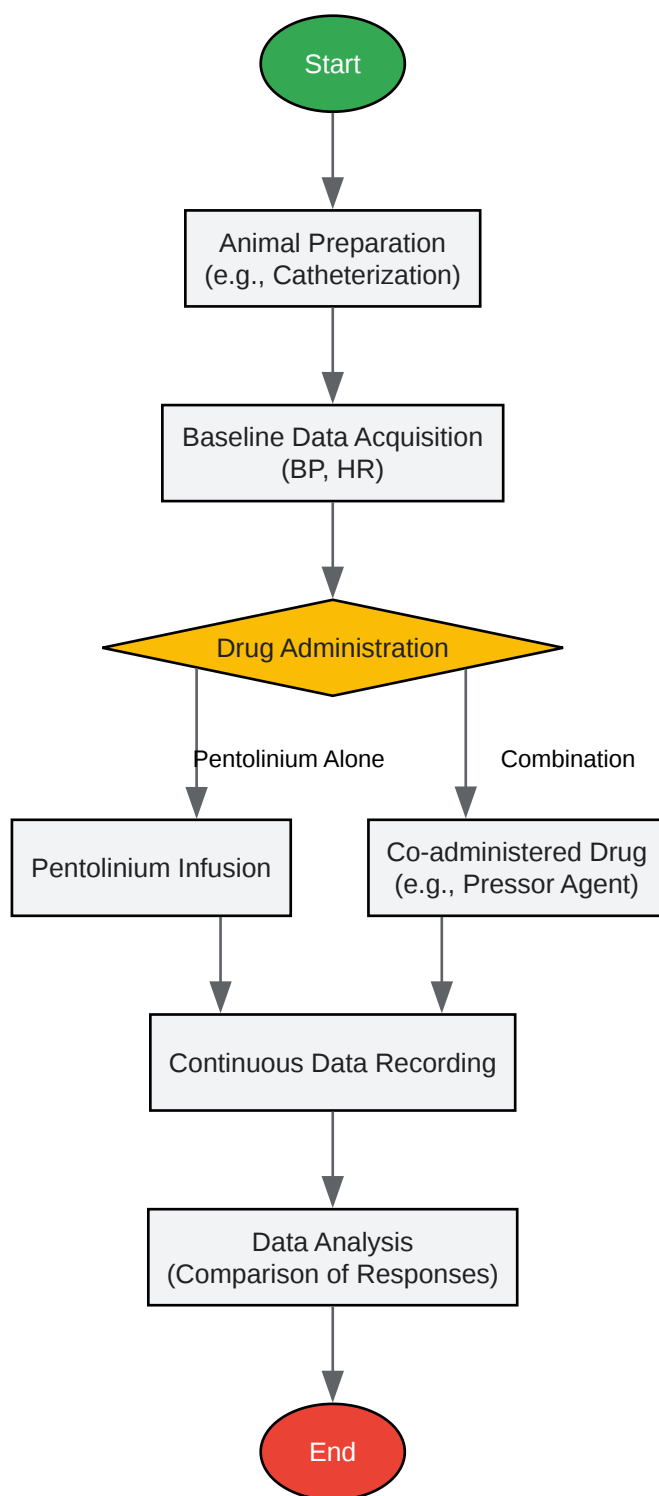 Start
Animal Preparation
(e.g., Catheterization)
Baseline Data Acquisition
(BP, HR)
Drug Administration
Pentolinium Alone
Combination
Pentolinium Infusion
Co-administered Drug
(e.g., Pressor Agent)
Continuous Data Recording
Data Analysis
(Comparison of Responses)
End